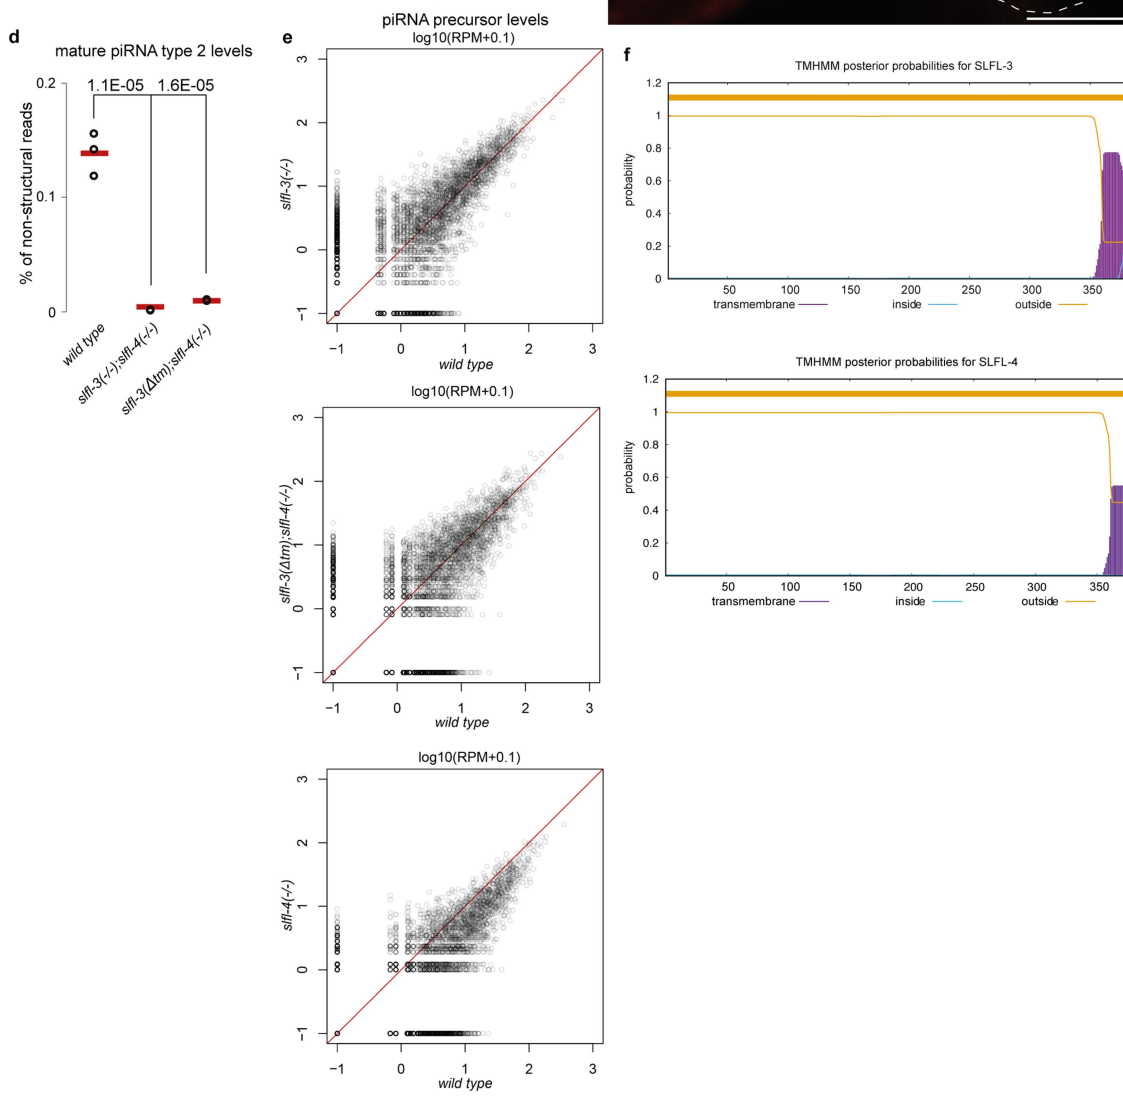 d
mature piRNA type 2 levels
1.1E-05 1.6E-05
0.2
0.1
0
% of non-structural reads
wild type
slfl-3(-/-);slfl-4(-/-)
slfl-3(Δtm);slfl-4(-/-)
e
piRNA precursor levels
log10(RPM+0.1)
3
2
1
0
−1
slfl-3(-/-)
−1 0 1 2 3
wild type
log10(RPM+0.1)
3
2
1
0
−1
slfl-3(Δtm);slfl-4(-/-)
−1 0 1 2 3
wild type
log10(RPM+0.1)
3
2
1
0
−1
slfl-4(-/-)
−1 0 1 2 3
wild type
f
TMHMM posterior probabilities for SLFL-3
1.2
1
0.8
0.6
0.4
0.2
0
probability
50 100 150 200 250 300 350
transmembrane inside outside
TMHMM posterior probabilities for SLFL-4
1.2
1
0.8
0.6
0.4
0.2
0
probability
50 100 150 200 250 300 350
transmembrane inside outside